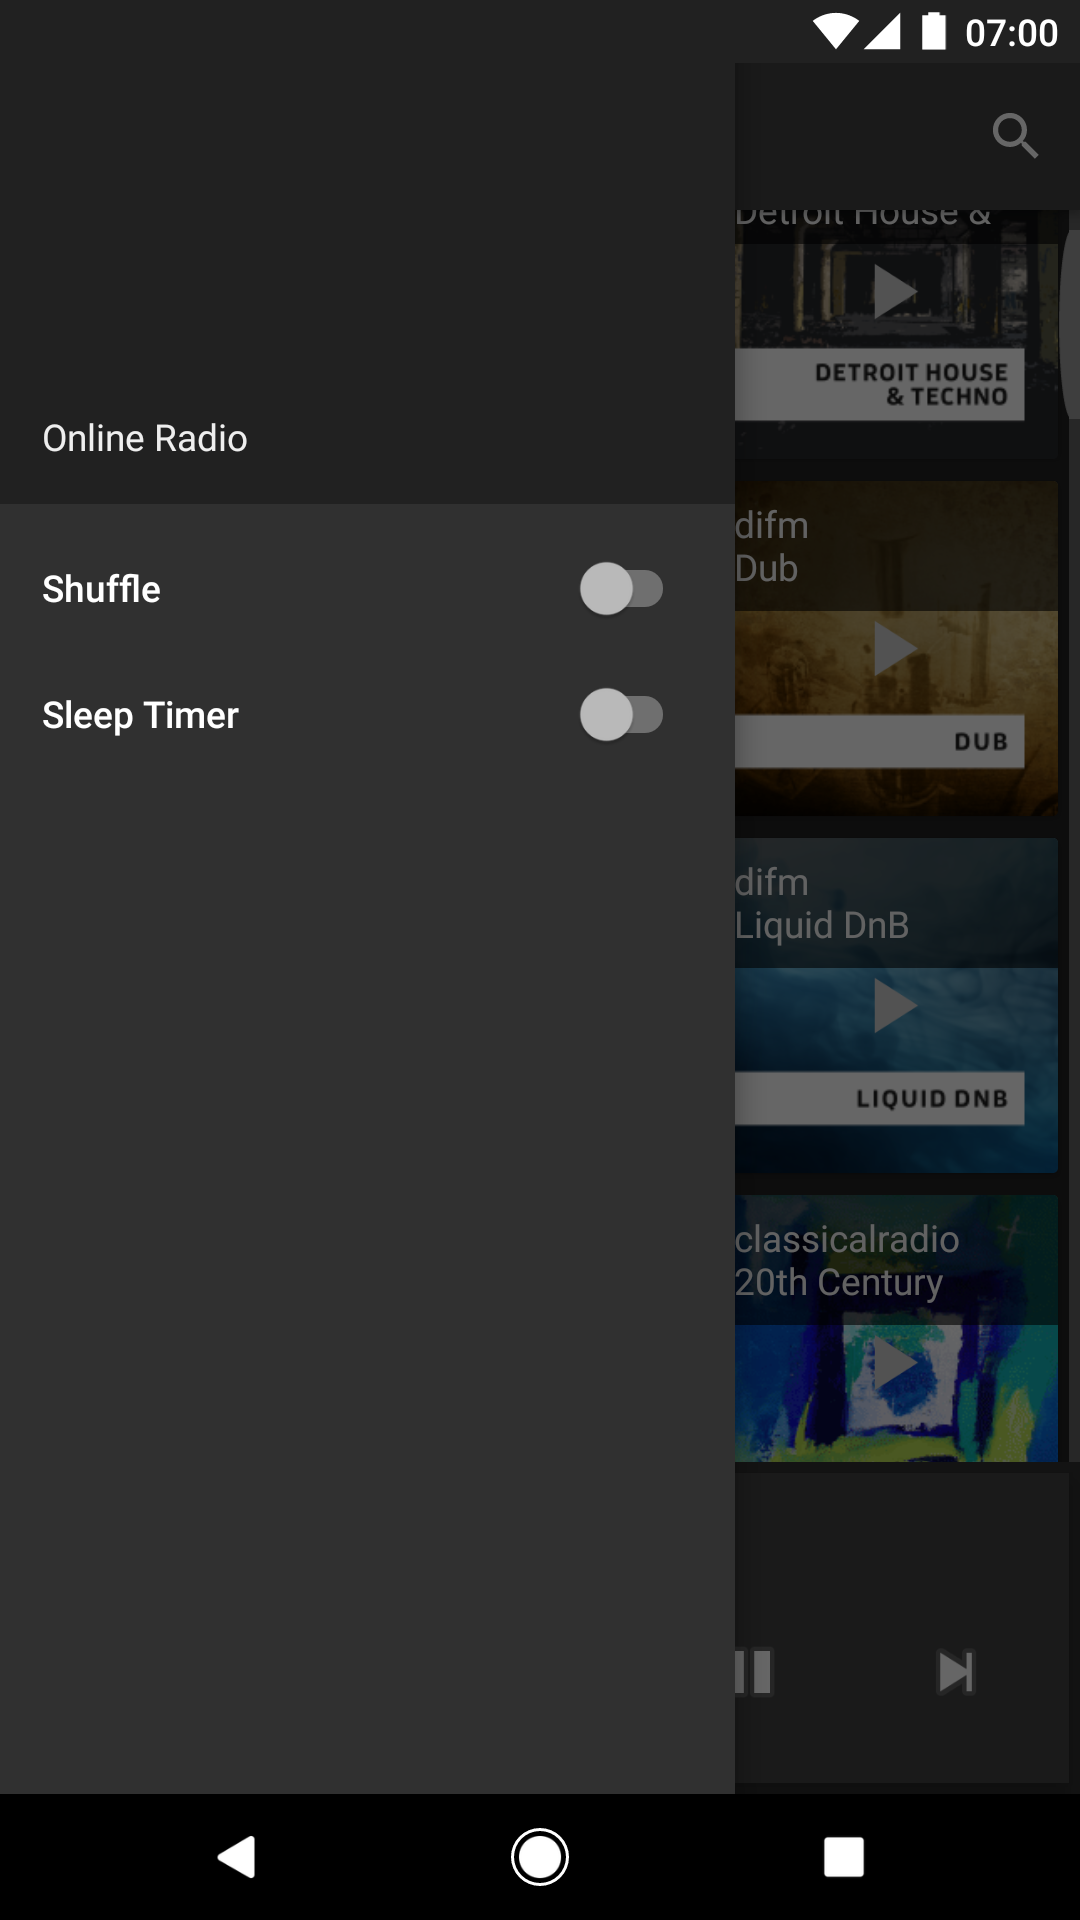 07:00
Online Radio
Shuffle
Sleep Timer
Detroit House &
DETROIT HOUSE
& TECHNO
difm
Dub
DUB
difm
Liquid DnB
LIQUID DNB
classicalradio
20th Century